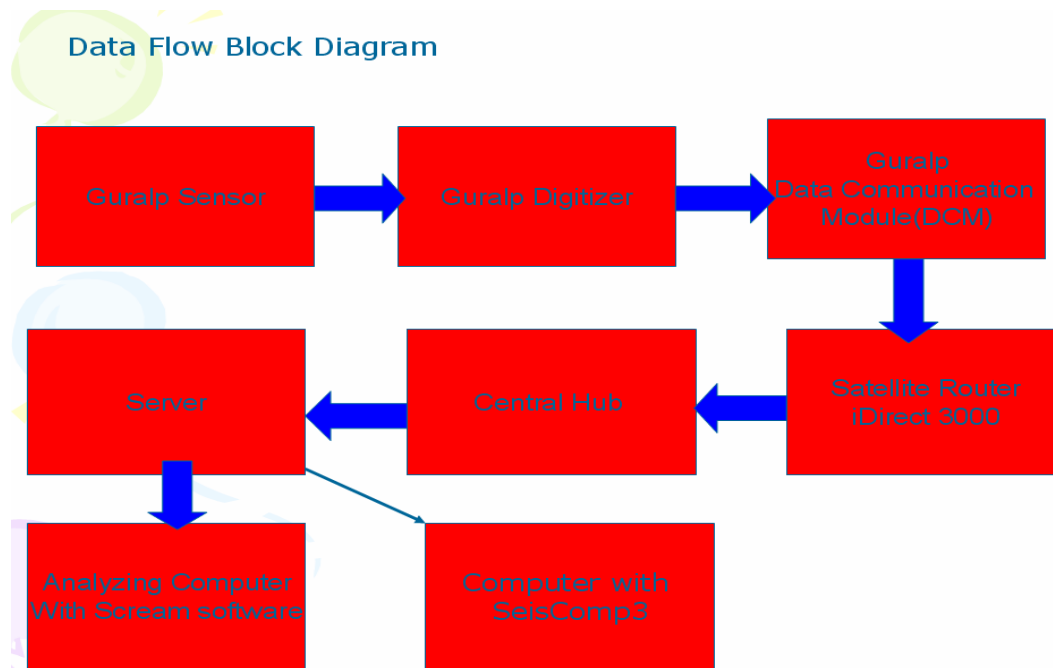 Data Flow Block Diagram
Guralp Sensor
Guralp Digitizer
Guralp
Data Communication
Module(DCM)
Server
Central Hub
Satellite Router
iDirect 3000
Analyzing Computer
With Scream software
Computer with
SeisComp3